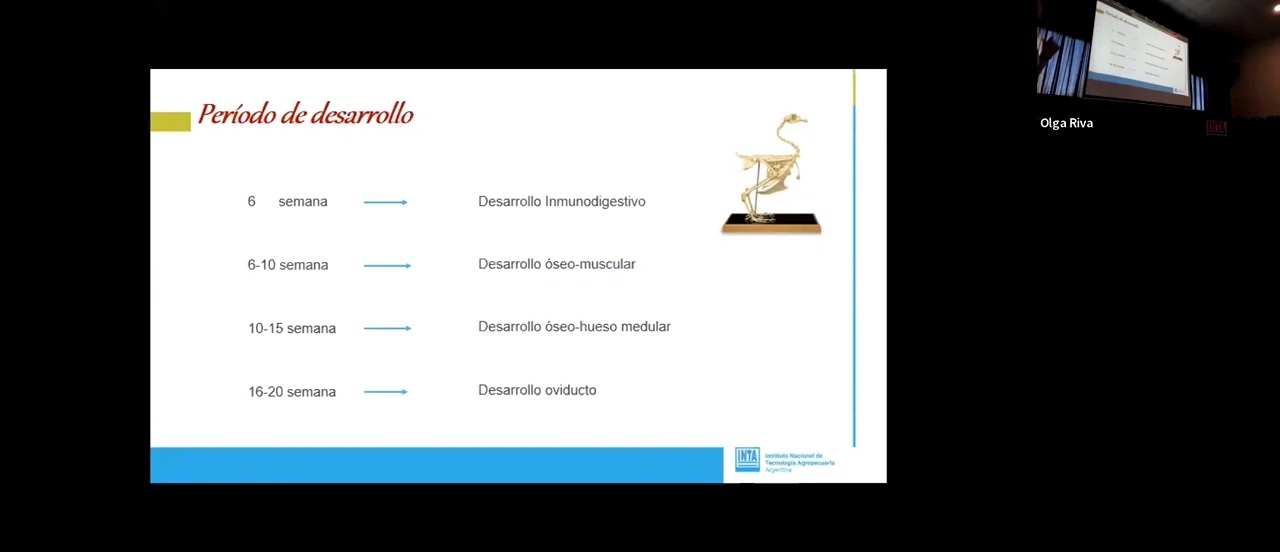 Período de desarrollo
6 semana
Desarrollo Inmunodigestivo
6-10 semana
Desarrollo óseo-muscular
10-15 semana
Desarrollo óseo-hueso medular
16-20 semana
Desarrollo oviducto
INTA
Instituto Nacional de
Tecnología Agropecuaria
Argentina
Olga Riva